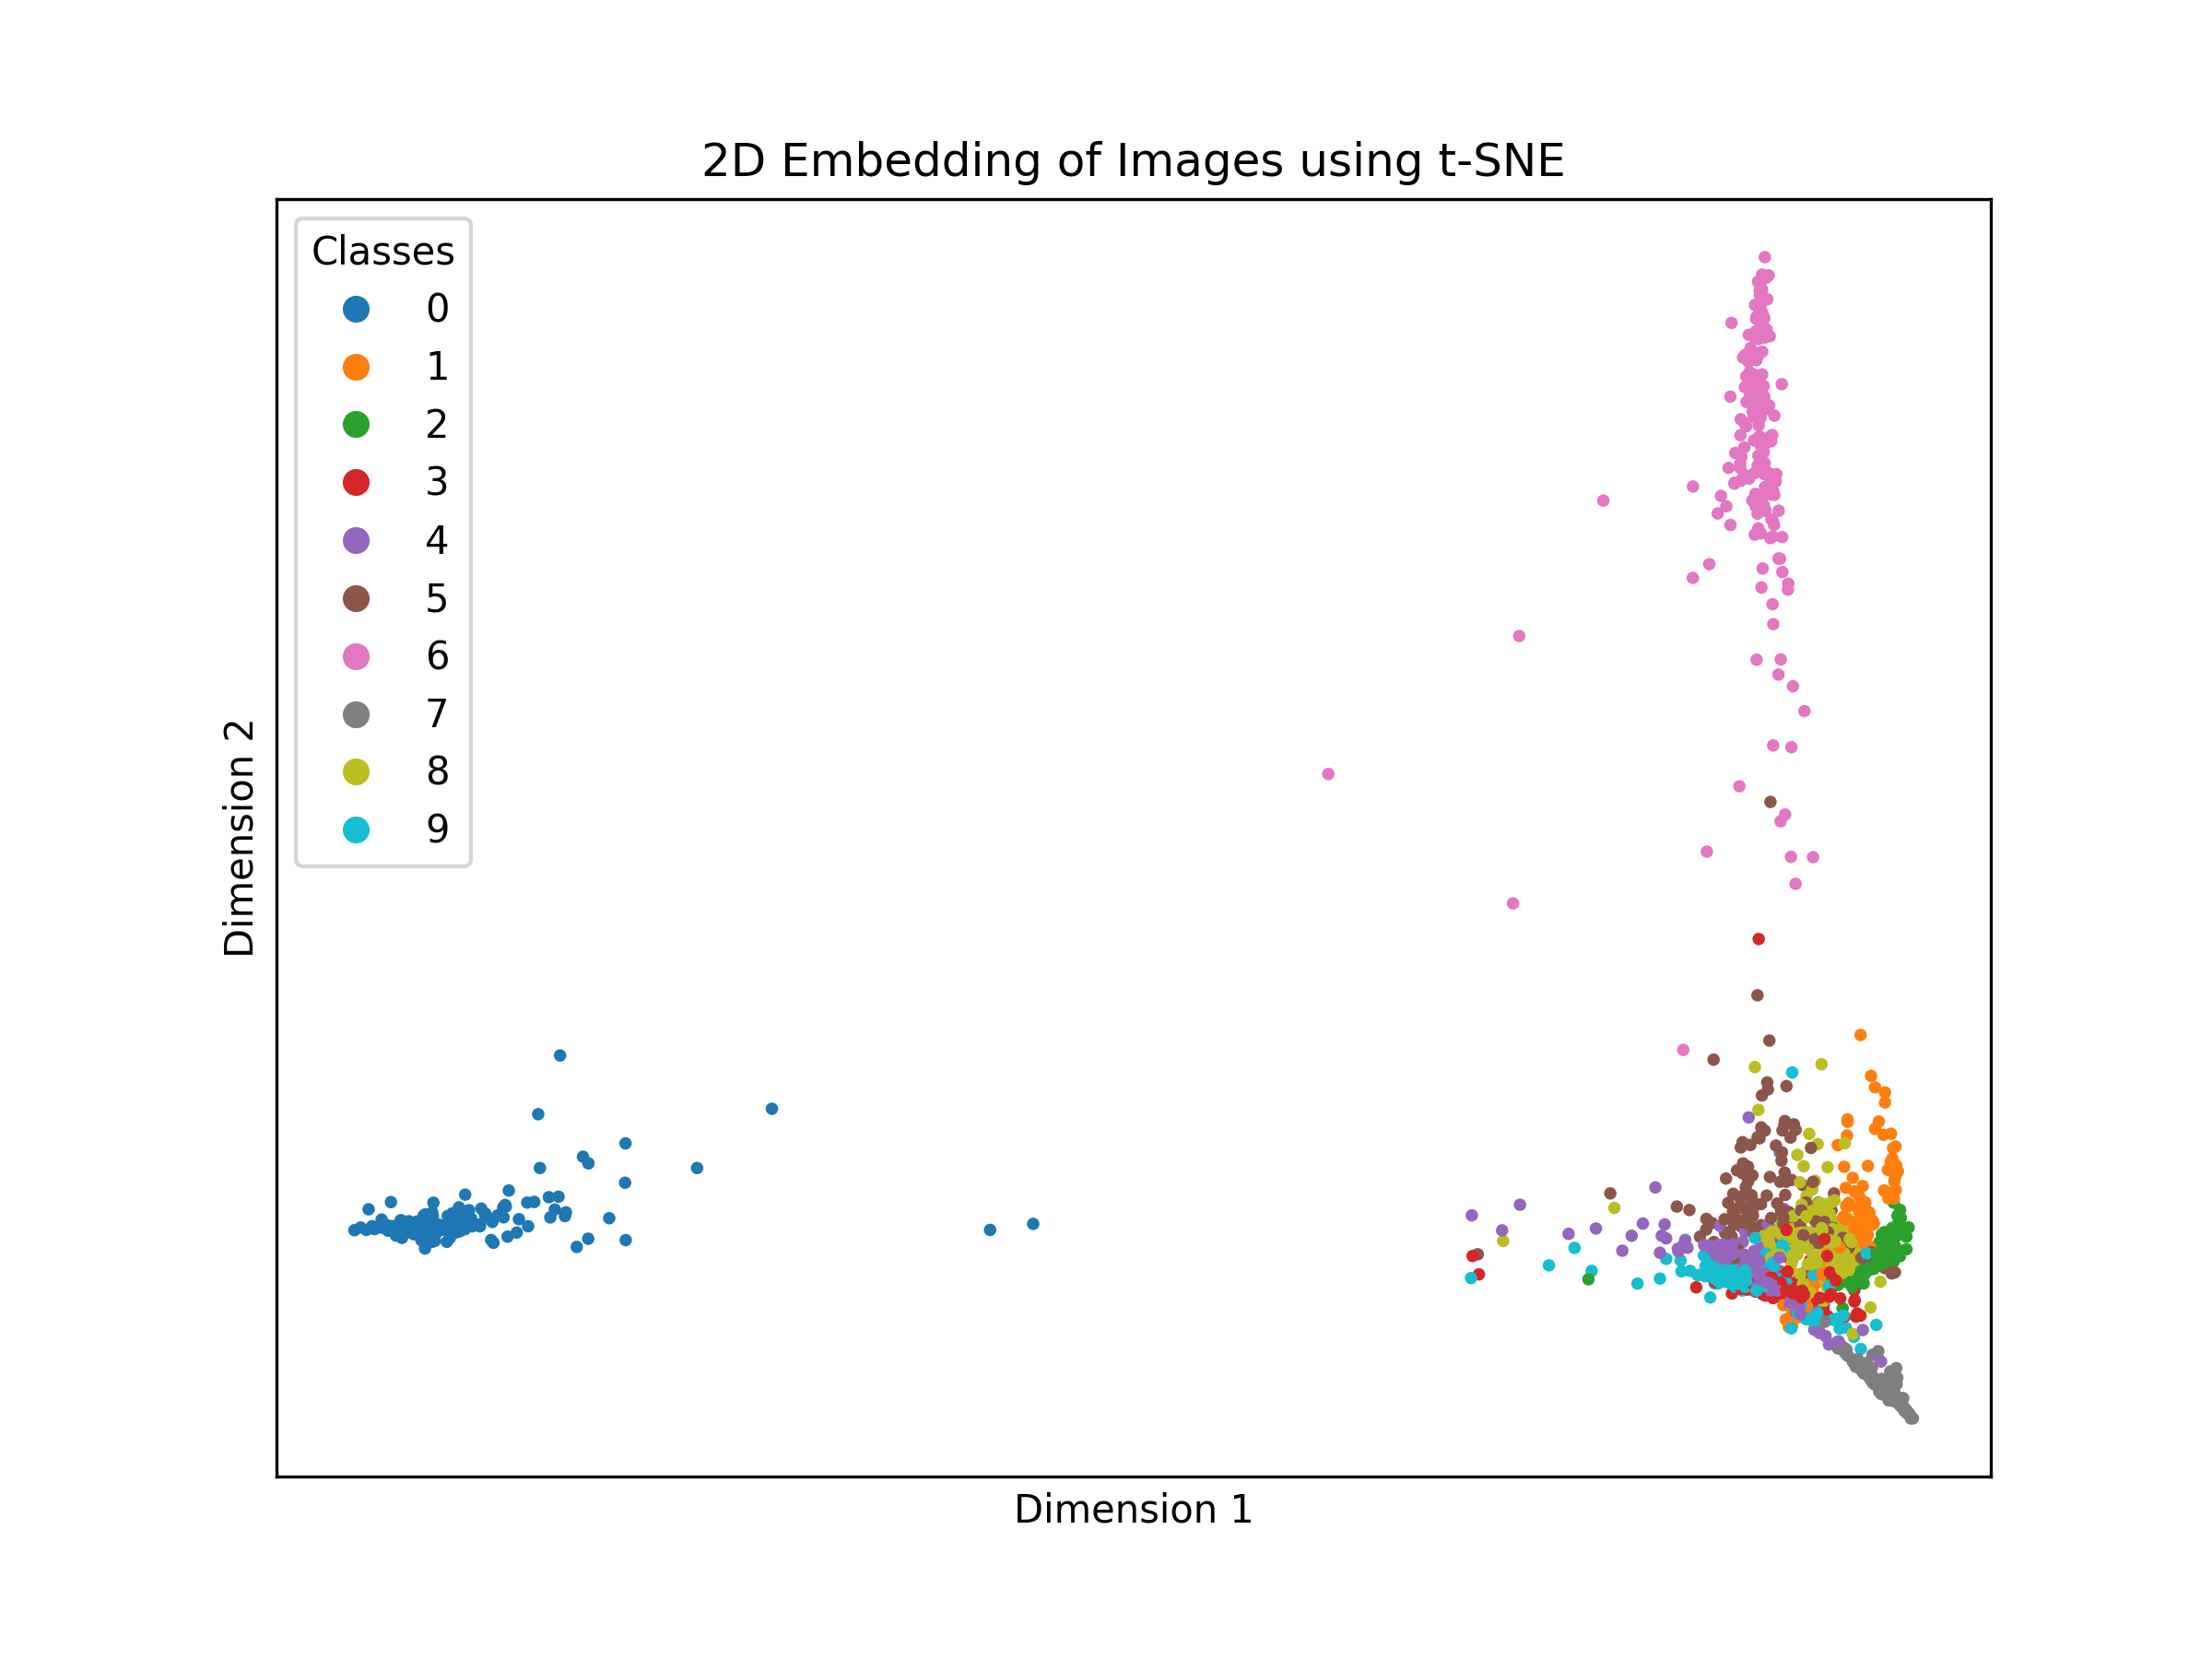 2D Embedding of Images using t-SNE
Classes
0
1
2
3
4
5
6
7
8
9
Dimension 2
Dimension 1